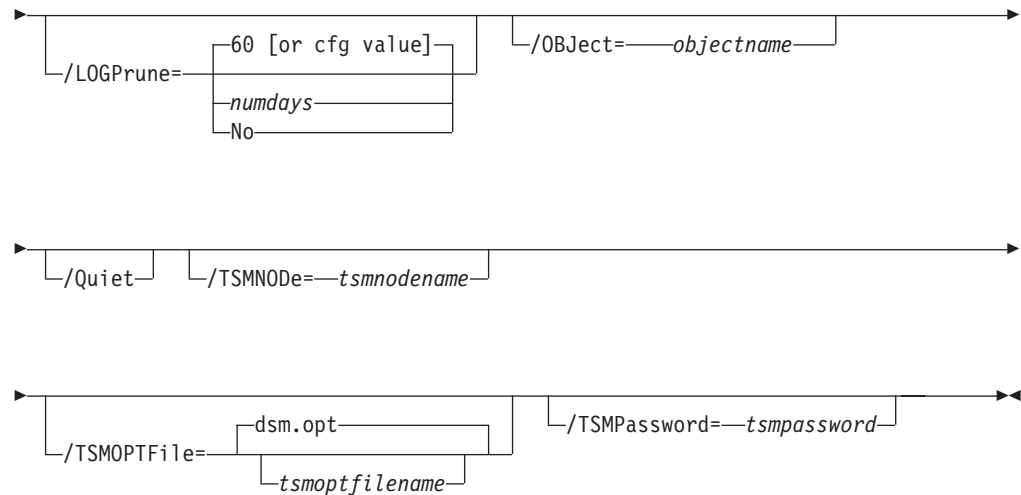 60 [or cfg value]
/LOGPrune=
numdays
No
/OBJect= objectname
/Quiet
/TSMNODe= tsmnodename
dsm.opt
/TSMOPTFile=
tsmoptfilename
/TSMPassword= tsmpassword